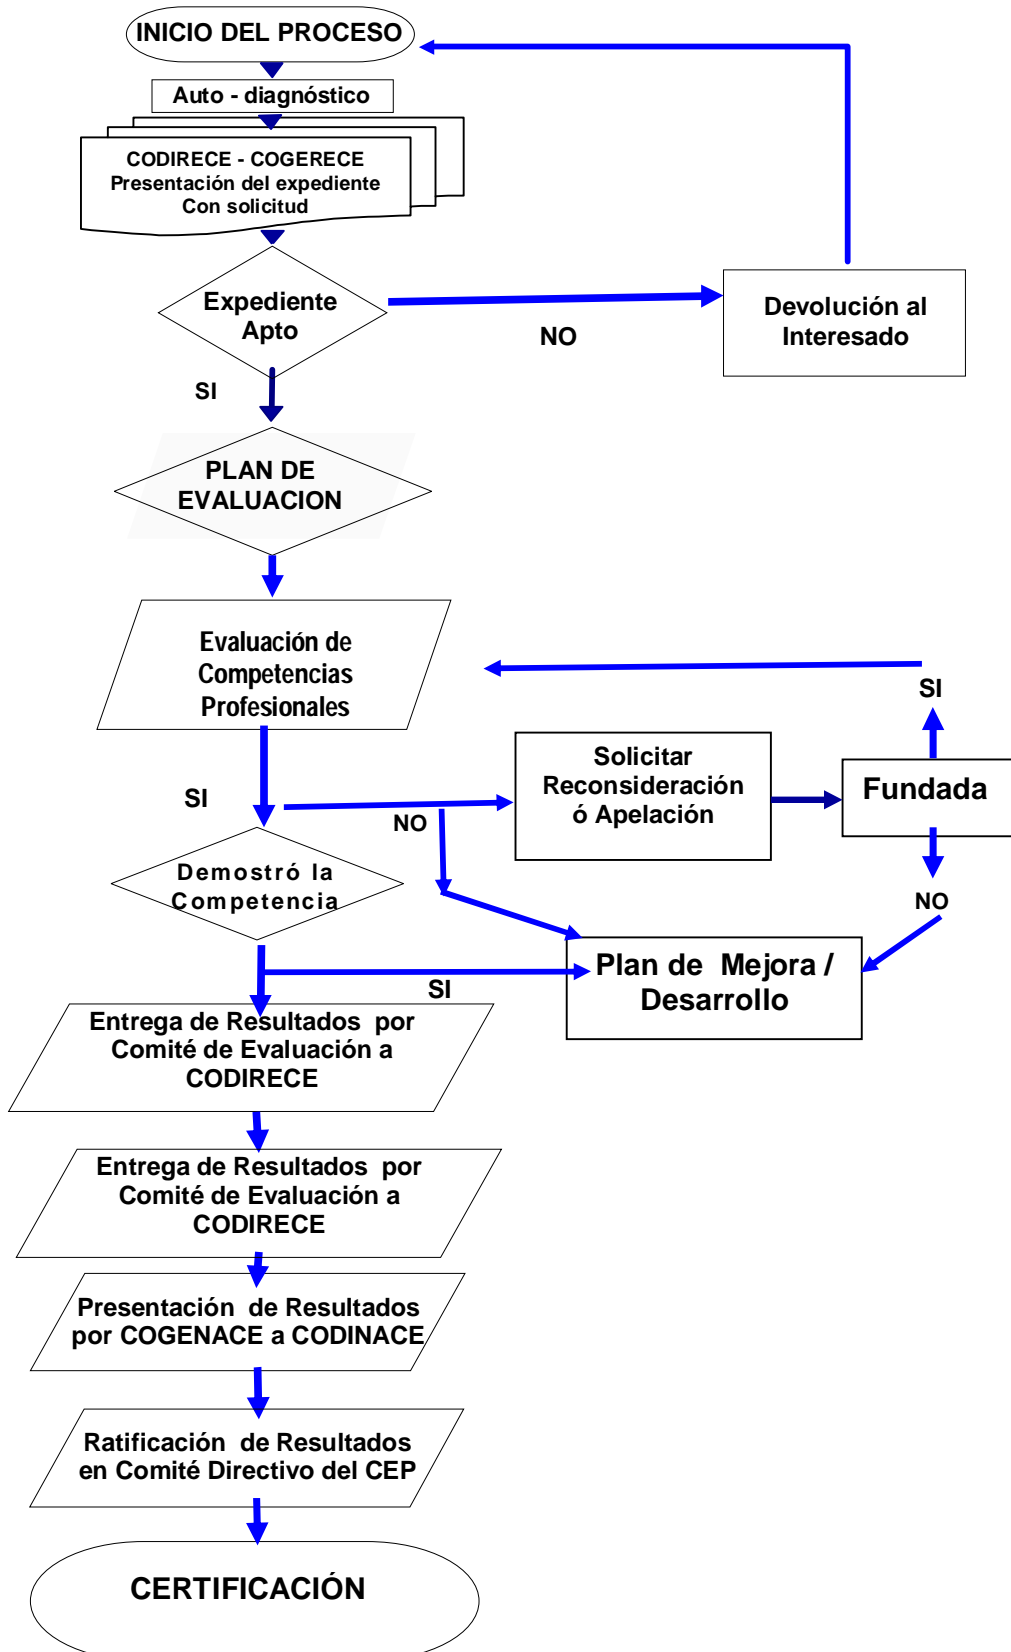 INICIO DEL PROCESO
Auto - diagnóstico
CODIRECE - COGERECE
Presentación del expediente
Con solicitud
Expediente
Apto
NO
Devolución al
Interesado
SI
PLAN DE
EVALUACION
Evaluación de
Competencias
Profesionales
SI
SI
NO
Solicitar
Reconsideración
ó Apelación
Fundada
Demostró la
Competencia
NO
Plan de Mejora /
Desarrollo
SI
Entrega de Resultados por
Comité de Evaluación a
CODIRECE
Entrega de Resultados por
Comité de Evaluación a
CODIRECE
Presentación de Resultados
por COGENACE a CODINACE
Ratificación de Resultados
en Comité Directivo del CEP
CERTIFICACIÓN